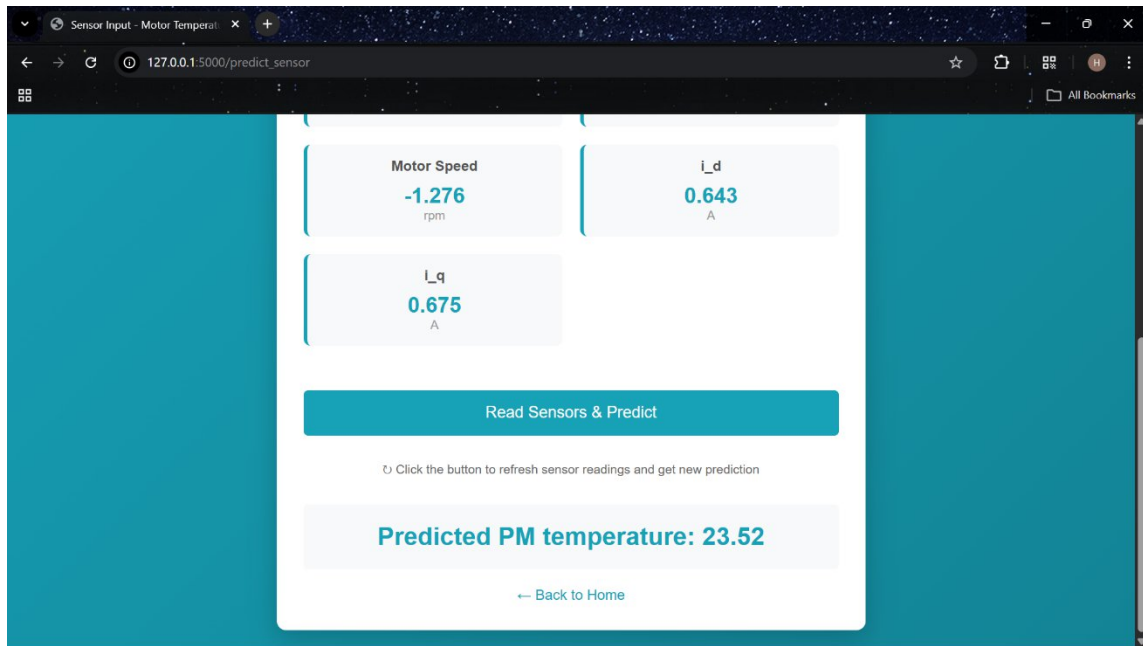 Sensor Input - Motor Temperat
127.0.0.1:5000/predict_sensor
H
All Bookmarks
Motor Speed
-1.276
rpm
i_d
0.643
A
i_q
0.675
A
Read Sensors & Predict
↻ Click the button to refresh sensor readings and get new prediction
Predicted PM temperature: 23.52
← Back to Home